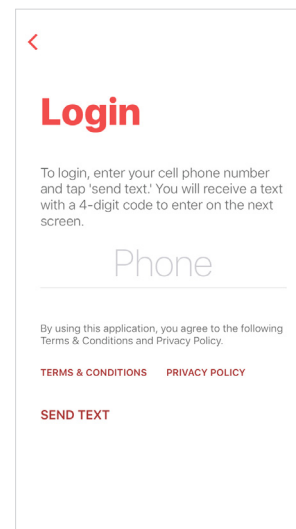 Login
To login, enter your cell phone number
and tap 'send text.' You will receive a text
with a 4-digit code to enter on the next
screen.
Phone
By using this application, you agree to the following
Terms & Conditions and Privacy Policy.
TERMS & CONDITIONS PRIVACY POLICY
SEND TEXT